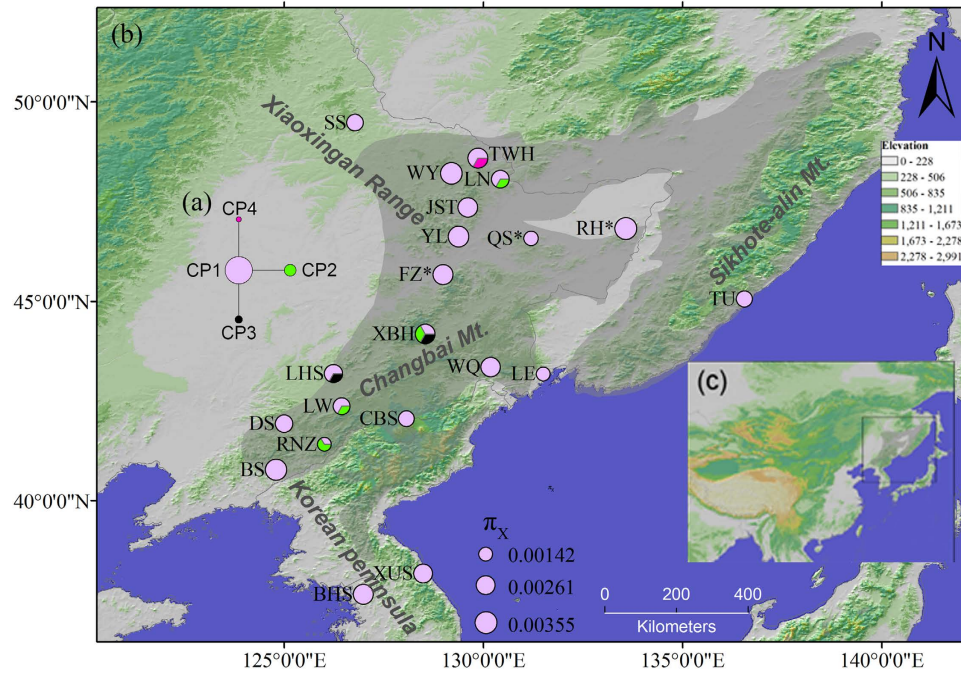 (b)
N
50°0'0"N
45°0'0"N
40°0'0"N
Xiaoxingan Range
SS
TWH
WY
LN
JST
YL
QS*
RH*
FZ*
Sikhote-alin Mt.
TU
(a)
CP4
CP1
CP2
CP3
XBH
Changbai Mt.
LHS
WQ
LE
LW
CBS
DS
RNZ
BS
Korean peninsula
XUS
BHS
Elevation
0 - 228
228 - 506
506 - 835
835 - 1,211
1,211 - 1,673
1,673 - 2,278
2,278 - 2,991
(c)
πX
0.00142
0.00261
0.00355
0 200 400
Kilometers
125°0'0"E 130°0'0"E 135°0'0"E 140°0'0"E